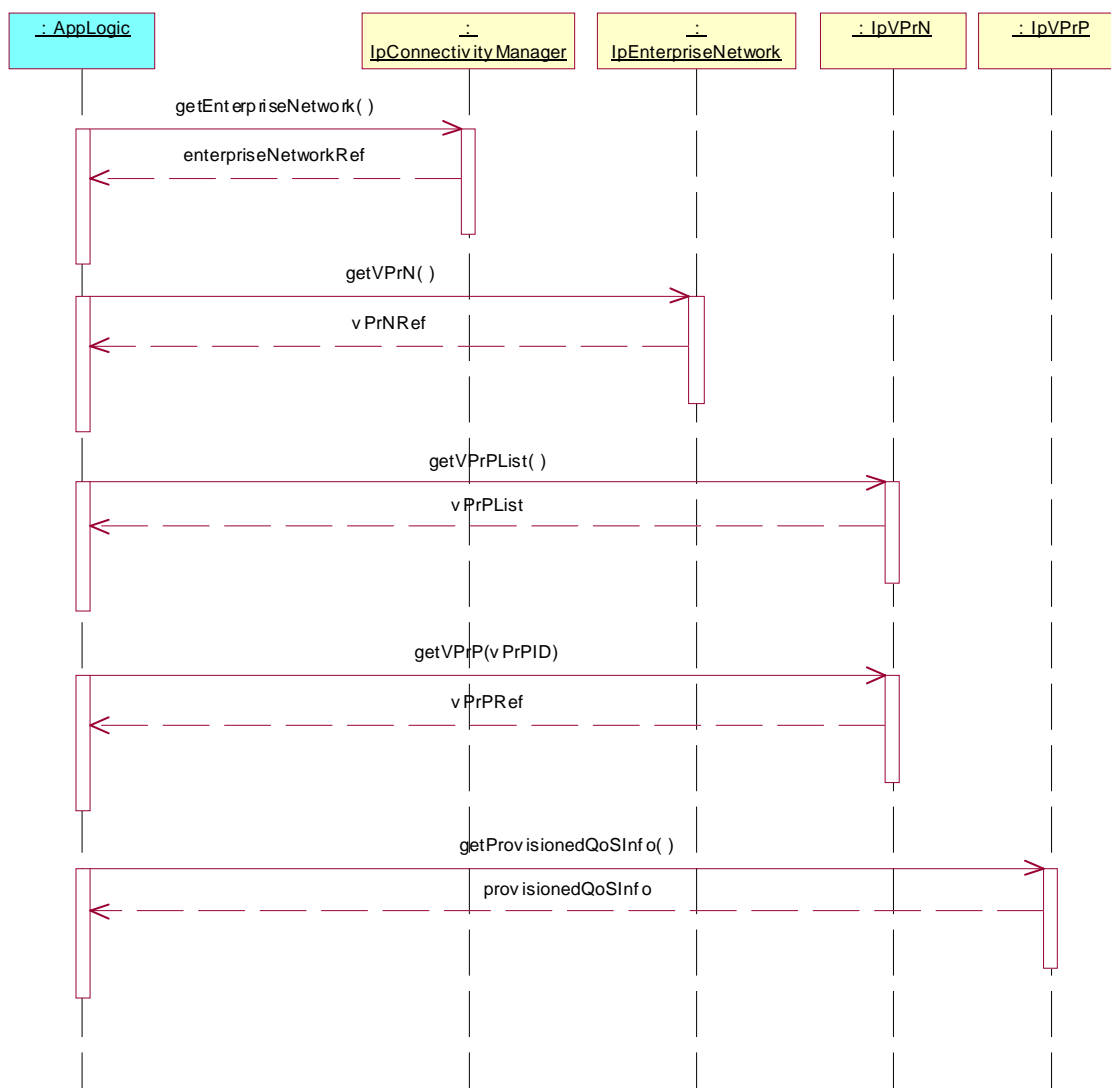 : AppLogic
:
IpConnectivityManager
:
IpEnterpriseNetwork
: IpVPrN
: IpVPrP
getEnterpriseNetwork( )
enterpriseNetworkRef
getVPrN( )
vPrNRef
getVPrPList( )
vPrPList
getVPrP(vPrPID)
vPrPRef
getProvisionedQoSInfo( )
provisionedQoSInfo